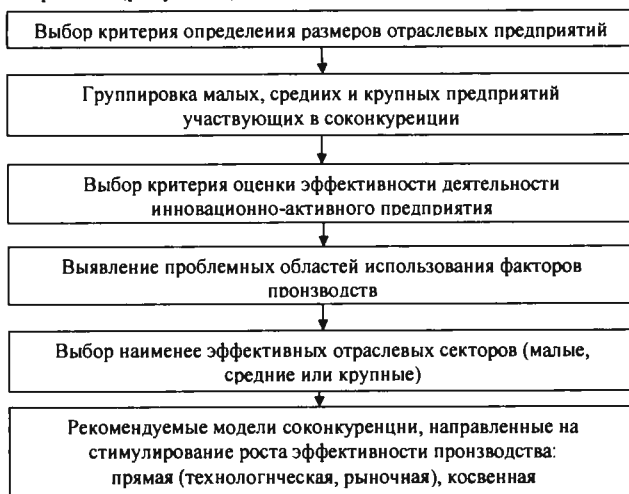 Выбор критерия определения размеров отраслевых предприятий
Группировка малых, средних и крупных предприятий
участвующих в соконкуренции
Выбор критерия оценки эффективности деятельности
инновационно-активного предприятия
Выявление проблемных областей использования факторов
производств
Выбор наименее эффективных отраслевых секторов (малые,
средние или крупные)
Рекомендуемые модели соконкуренции, направленные на
стимулирование роста эффективности производства:
прямая (технологическая, рыночная), косвенная